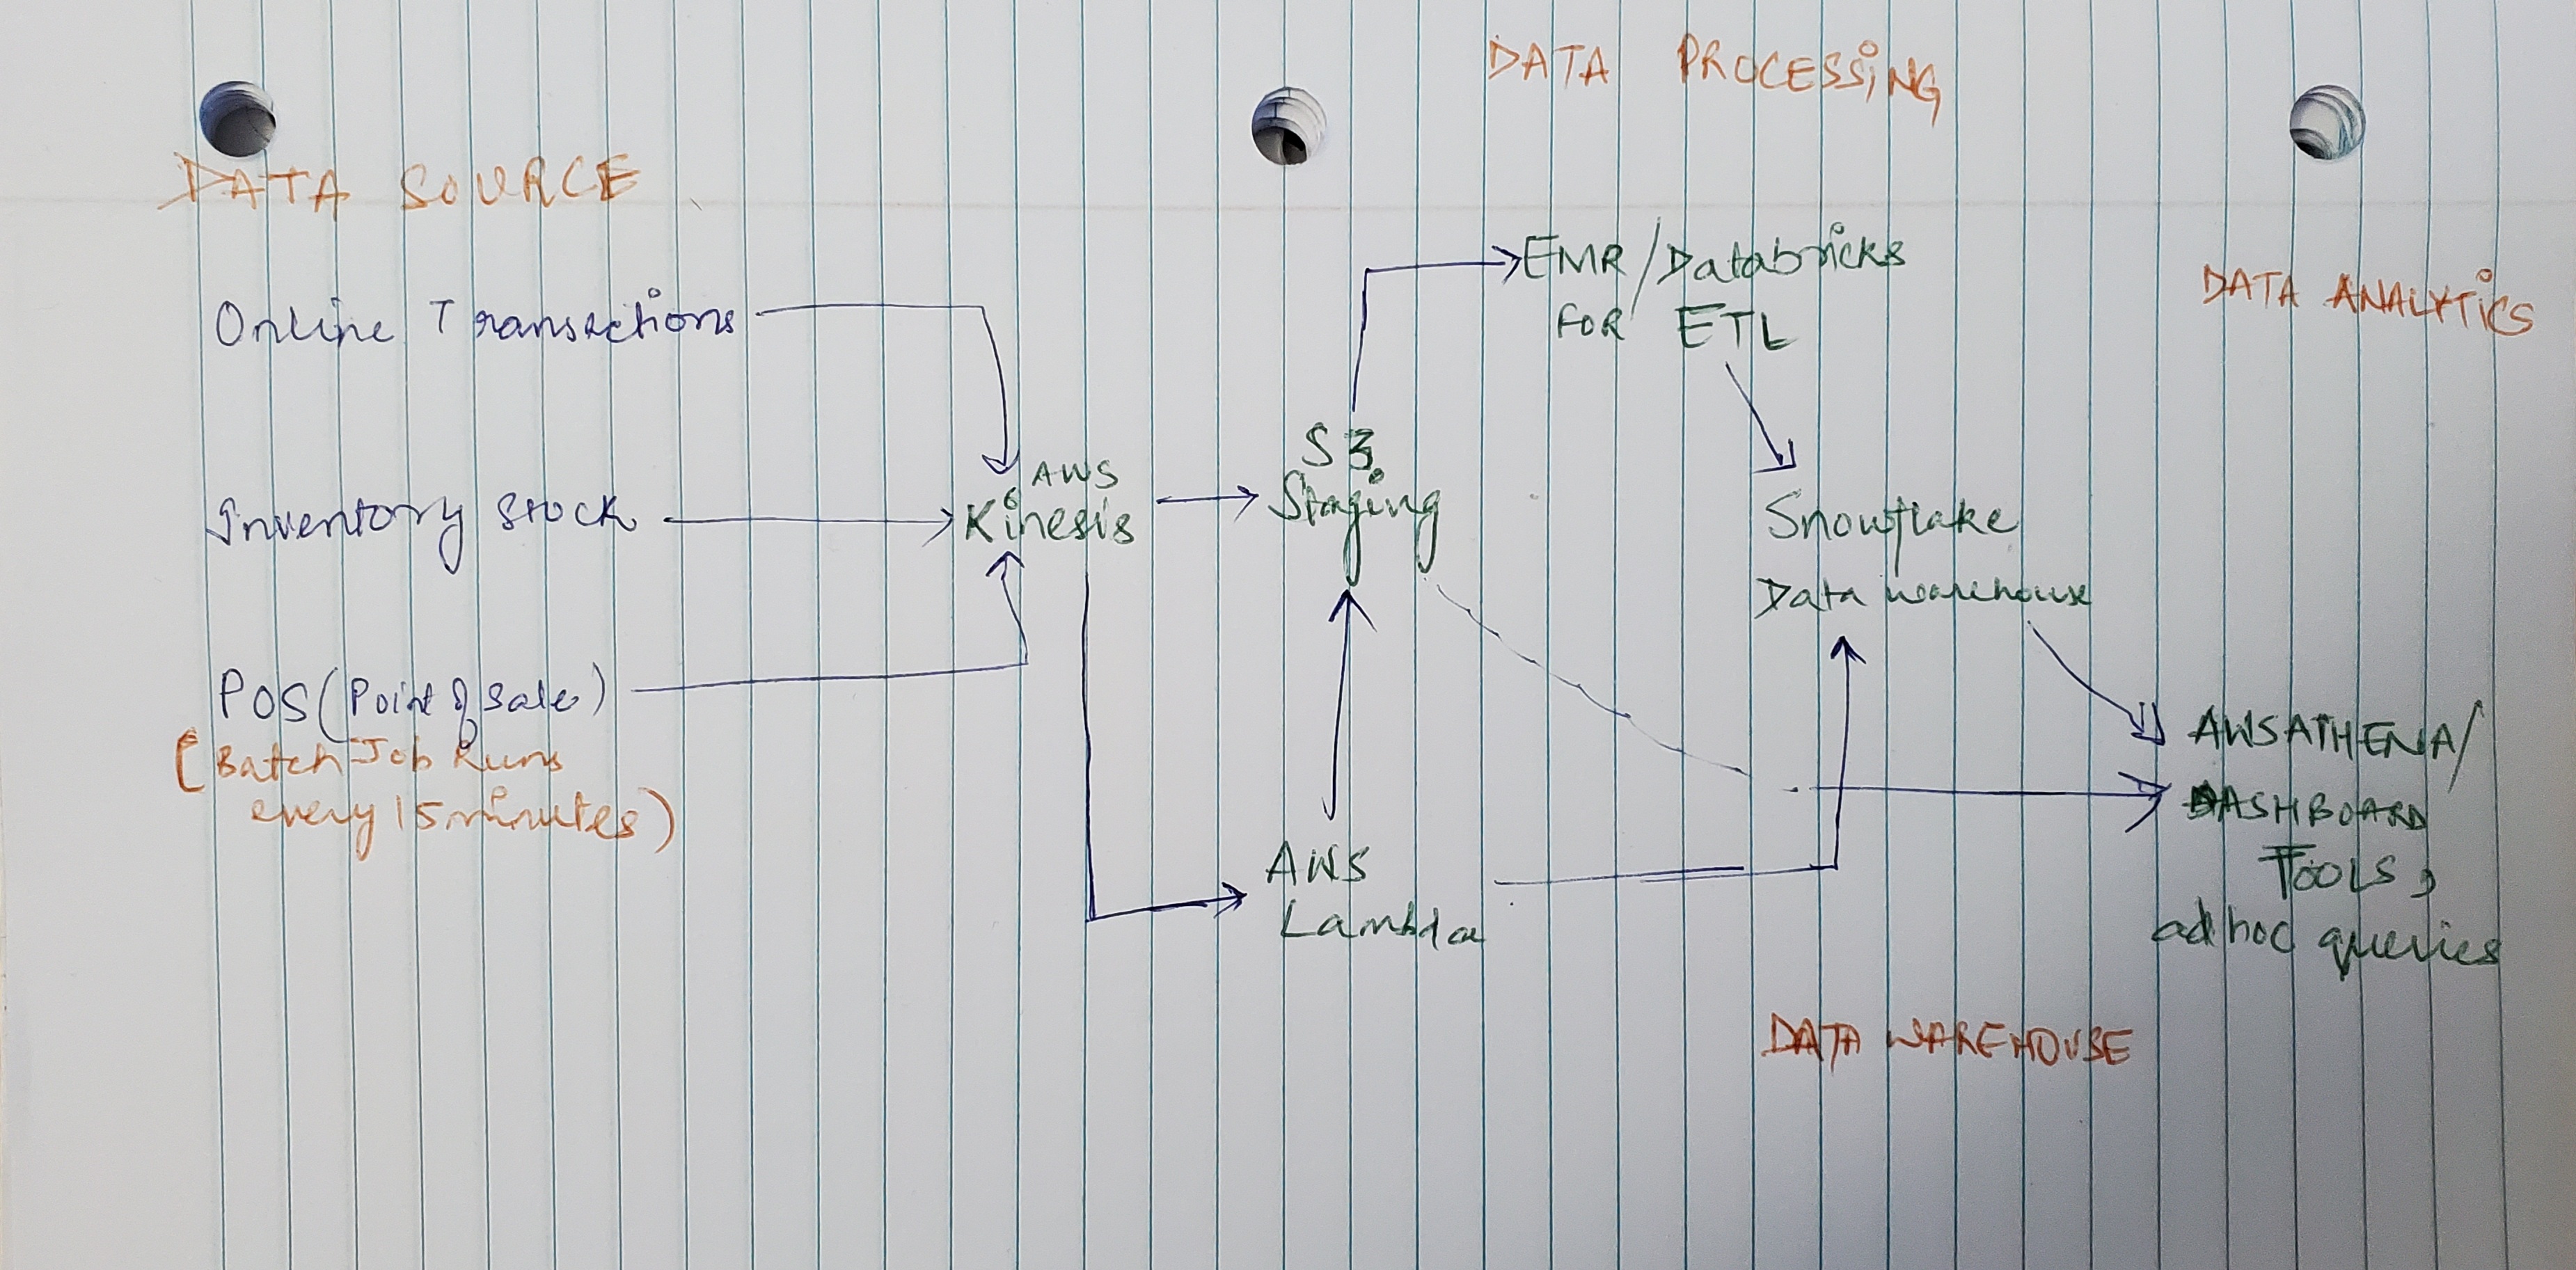 DATA PROCESSING
DATA SOURCE
EMR/Databricks
FOR ETL
DATA ANALYTICS
Online Transactions
S3
Staging
AWS
Kinesis
Inventory Stock
Snowflake
Data warehouse
POS (Point of Sale)
(Batch Job Runs
every 15 minutes)
AWS ATHENA/
DASHBOARD
TOOLS,
ad hoc queries
AWS
Lambda
DATA WAREHOUSE